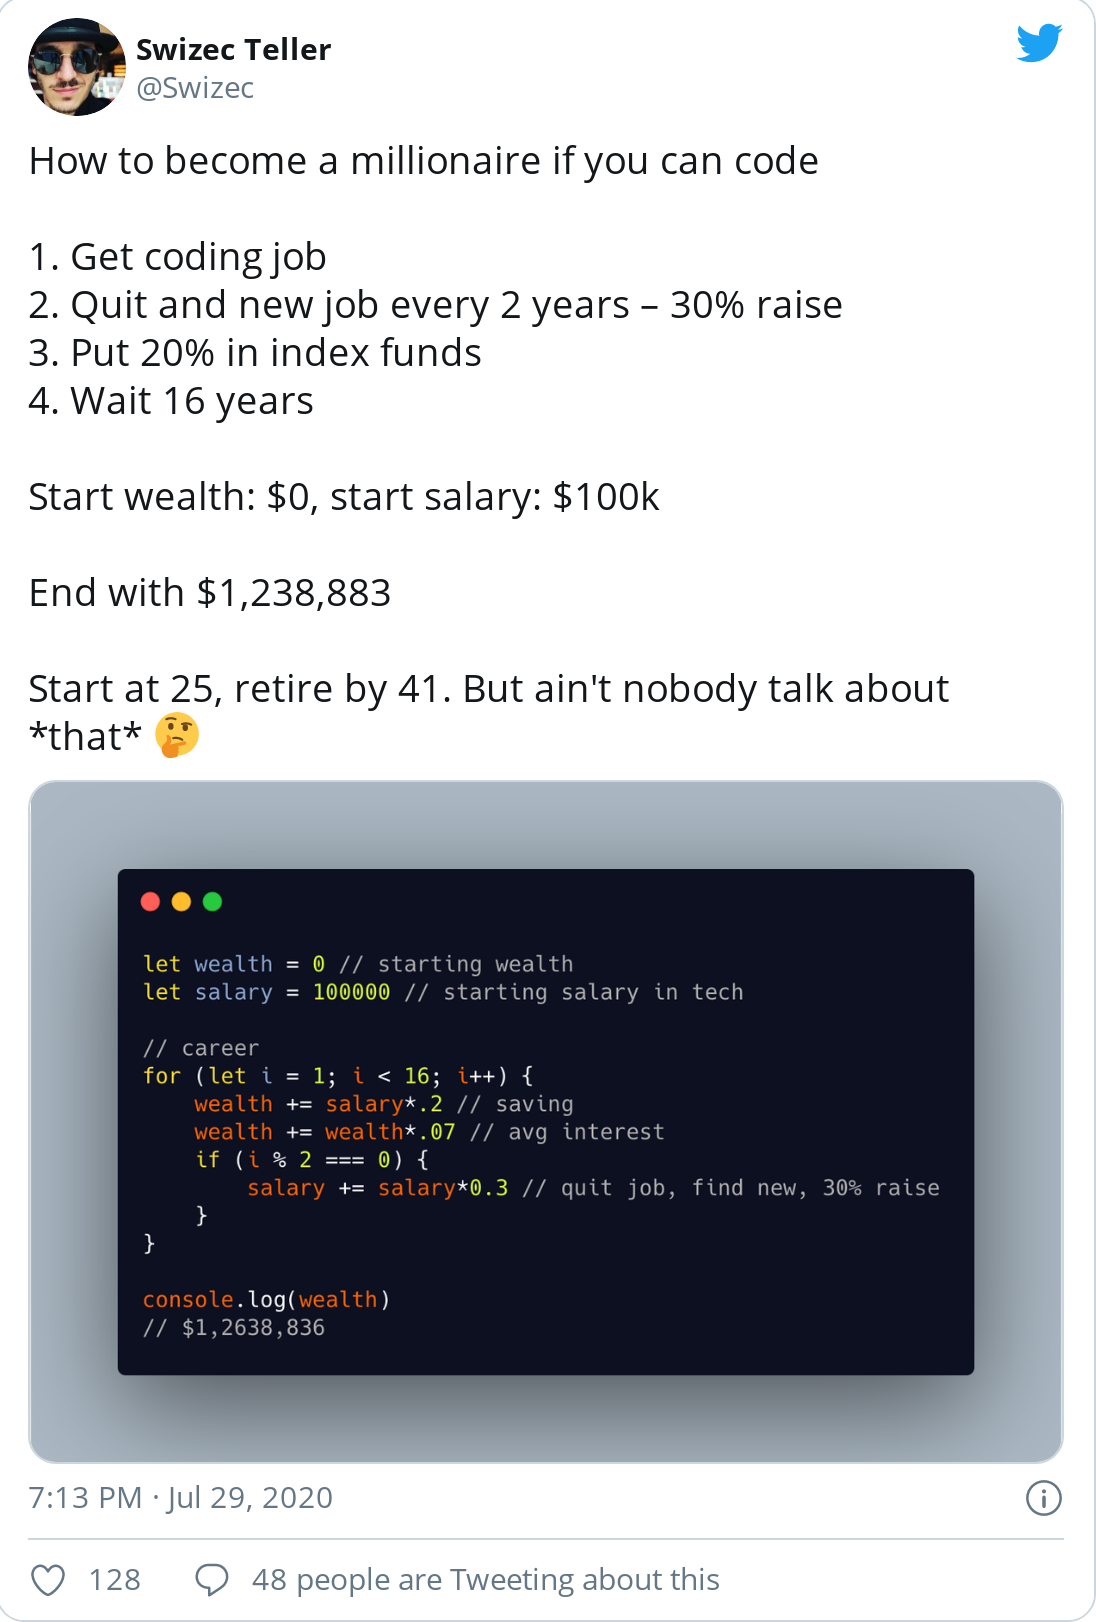 Swizec Teller
@Swizec
How to become a millionaire if you can code
1. Get coding job
2. Quit and new job every 2 years – 30% raise
3. Put 20% in index funds
4. Wait 16 years
Start wealth: $0, start salary: $100k
End with $1,238,883
Start at 25, retire by 41. But ain't nobody talk about
*that* 🤔
let wealth = 0 // starting wealth
let salary = 100000 // starting salary in tech
// career
for (let i = 1; i < 16; i++) {
    wealth += salary*.2 // saving
    wealth += wealth*.07 // avg interest
    if (i % 2 === 0) {
        salary += salary*0.3 // quit job, find new, 30% raise
    }
}
console.log(wealth)
// $1,2638,836
7:13 PM · Jul 29, 2020
128
48 people are Tweeting about this